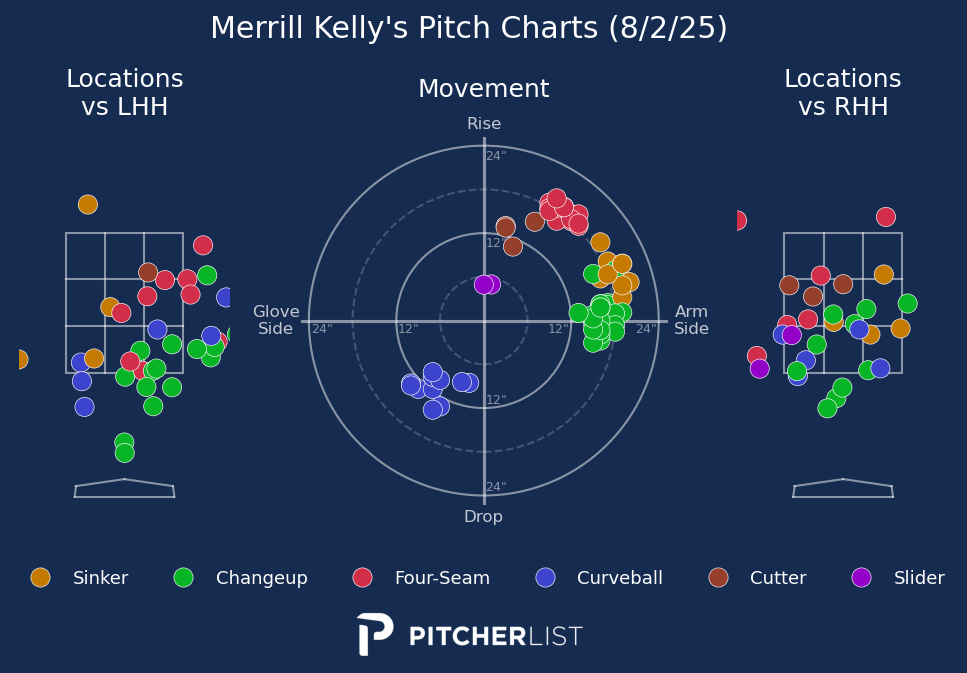 Merrill Kelly's Pitch Charts (8/2/25)
Locations
vs LHH
Movement
Locations
vs RHH
Rise
24"
12"
Glove
Side
24"
12"
12"
24"
Arm
Side
12"
24"
Drop
Sinker
Changeup
Four-Seam
Curveball
Cutter
Slider
PITCHERLIST